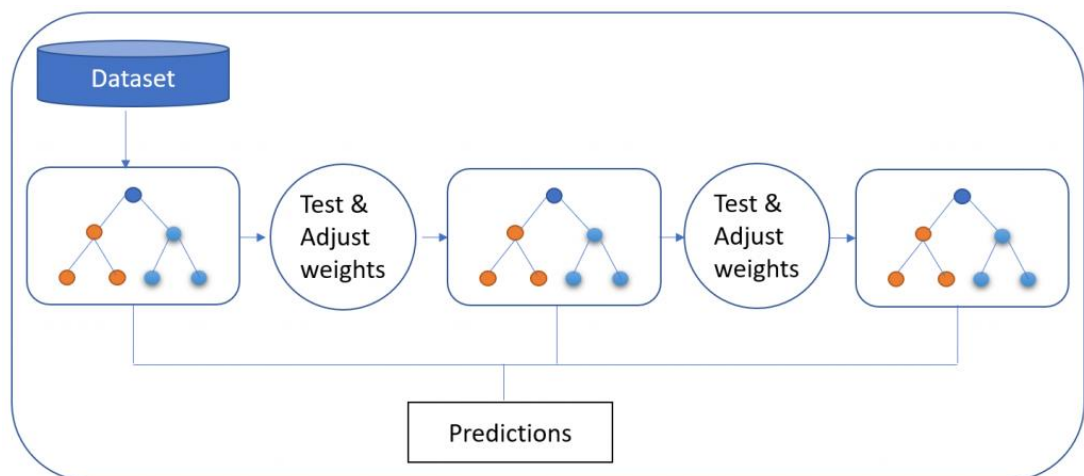 Dataset
Test &
Adjust
weights
Test &
Adjust
weights
Predictions